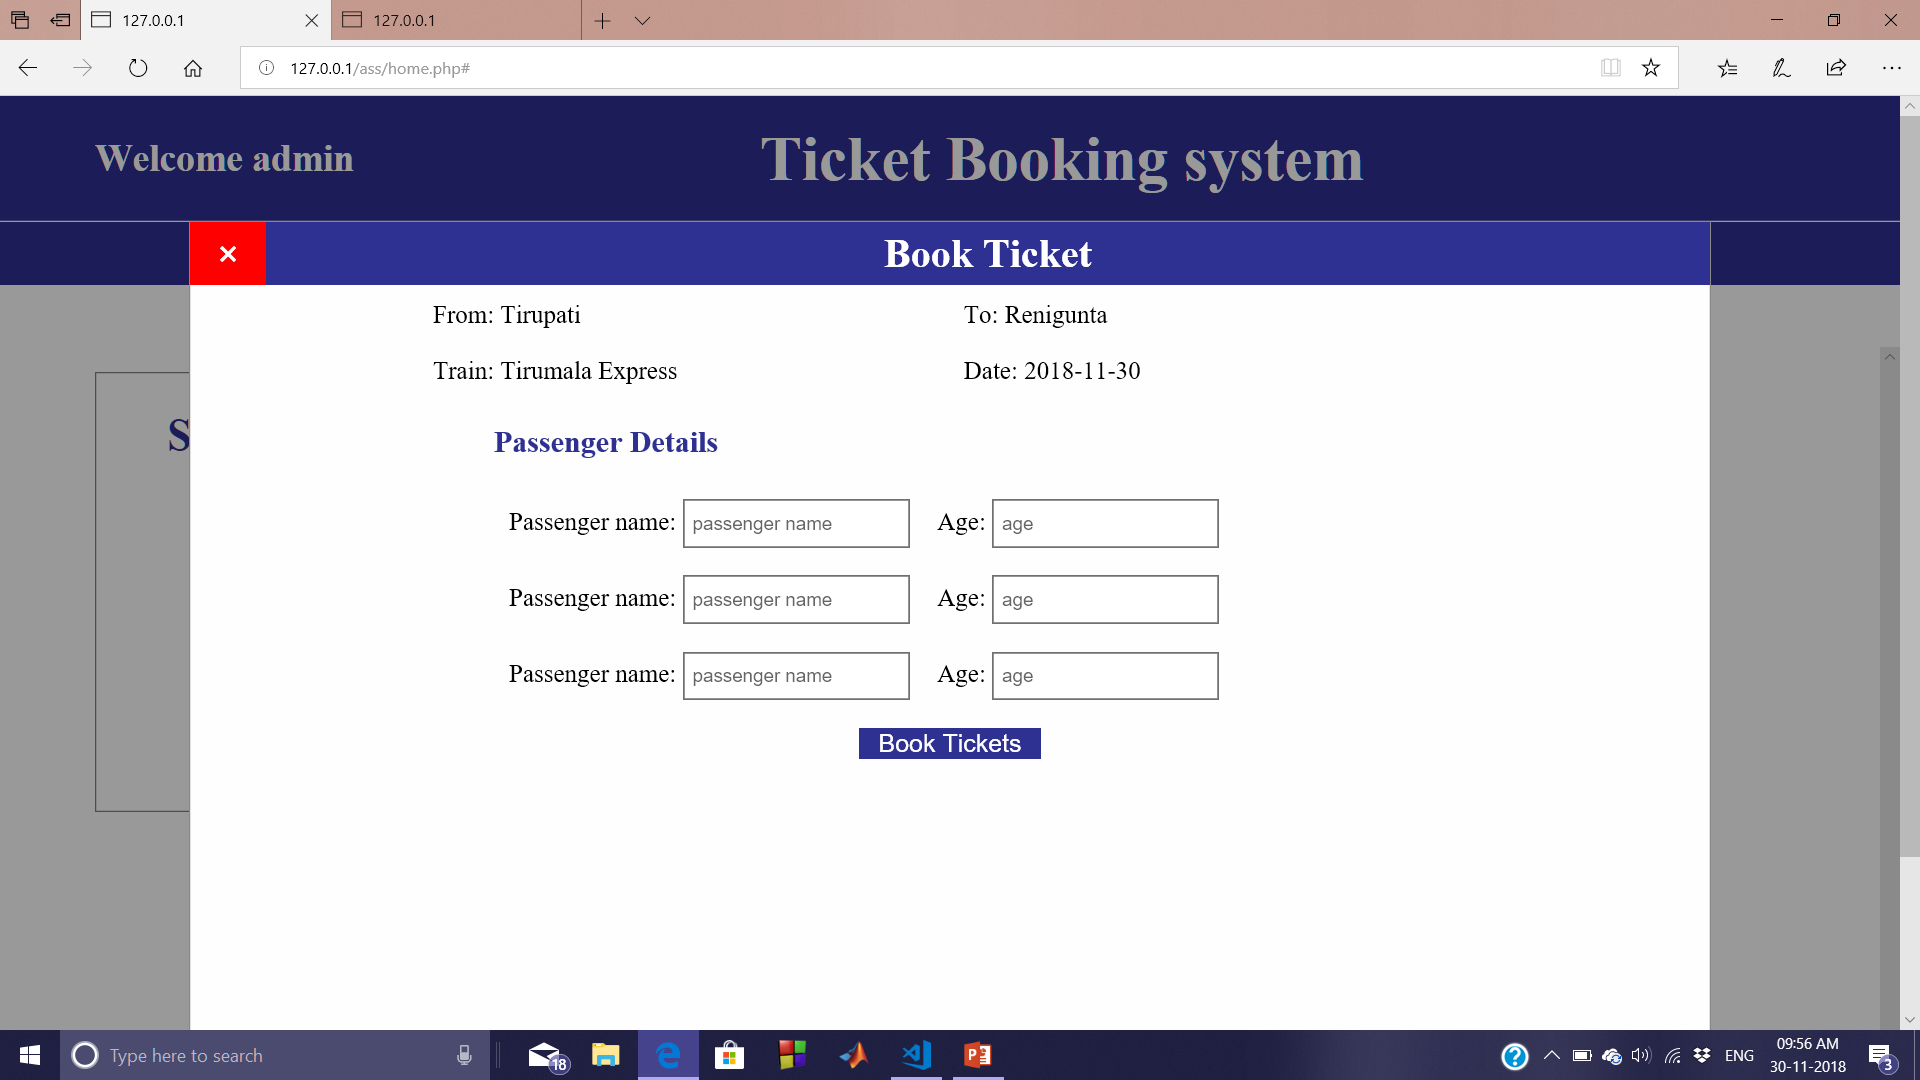 127.0.0.1
127.0.0.1
127.0.0.1/ass/home.php#
Welcome admin
Ticket Booking system
×
Book Ticket
From: Tirupati
To: Renigunta
Train: Tirumala Express
Date: 2018-11-30
S
Passenger Details
Passenger name: passenger name Age: age
Passenger name: passenger name Age: age
Passenger name: passenger name Age: age
Book Tickets
Type here to search
18
ENG
09:56 AM
30-11-2018
3